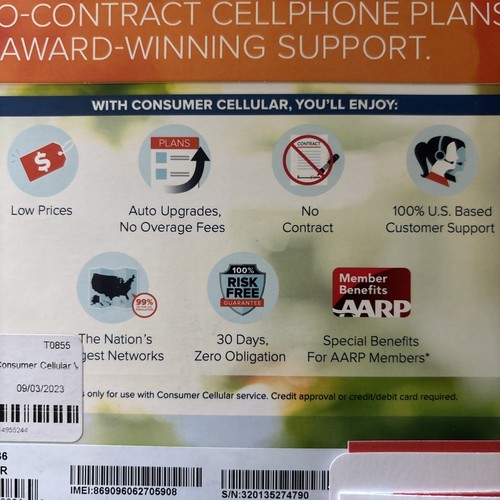 O-CONTRACT CELLPHONE PLANS
AWARD-WINNING SUPPORT.
WITH CONSUMER CELLULAR, YOU'LL ENJOY:
$
PLANS
CONTRACT
Low Prices
Auto Upgrades,
No Overage Fees
No
Contract
100% U.S. Based
Customer Support
99%
100%
RISK
FREE
GUARANTEE
Member
Benefits
AARP
The Nation's
gest Networks
30 Days,
Zero Obligation
Special Benefits
For AARP Members*
T0855
Consumer Cellular
09/03/2023
only for use with Consumer Cellular service. Credit approval or credit/debit card required.
R
IMEI:869096062705908
S/N:320135274790